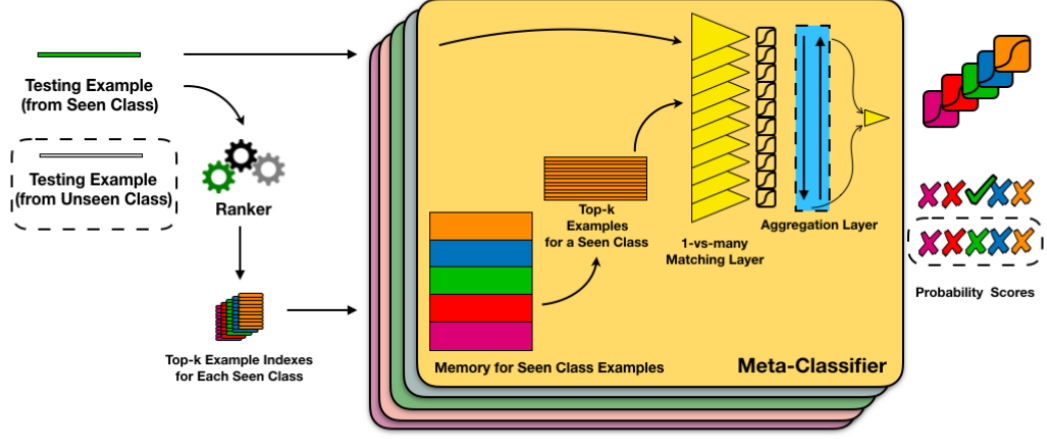 Testing Example
(from Seen Class)
Testing Example
(from Unseen Class)
Ranker
Top-k Example Indexes
for Each Seen Class
Top-k
Examples
for a Seen Class
Memory for Seen Class Examples
1-vs-many
Matching Layer
Aggregation Layer
Meta-Classifier
Probability Scores